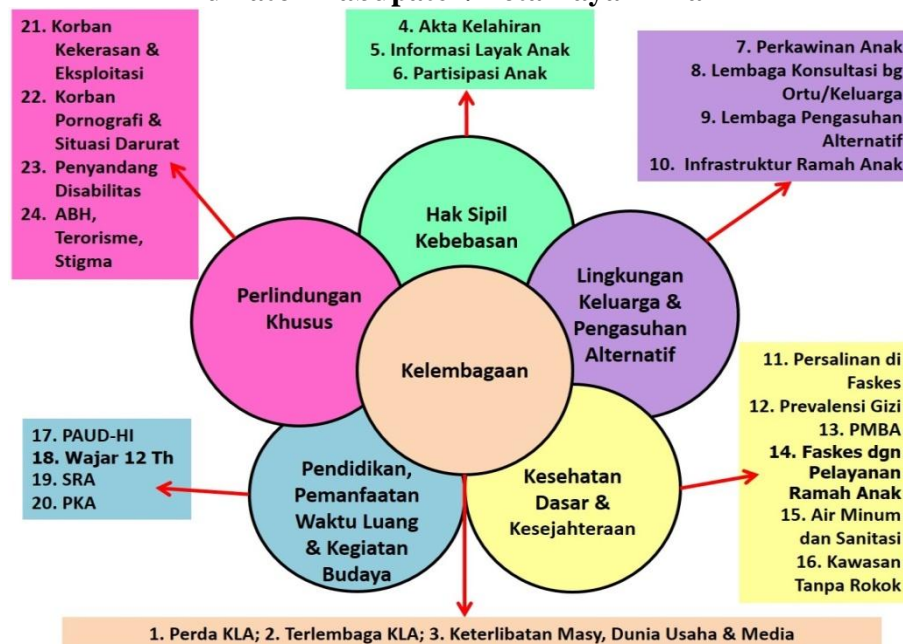 21. Korban
Kekerasan &
Eksploitasi
22. Korban
Pornografi &
Situasi Darurat
23. Penyandang
Disabilitas
24. ABH,
Terorisme,
Stigma
4. Akta Kelahiran
5. Informasi Layak Anak
6. Partisipasi Anak
7. Perkawinan Anak
8. Lembaga Konsultasi bg
Ortu/Keluarga
9. Lembaga Pengasuhan
Alternatif
10. Infrastruktur Ramah Anak
Hak Sipil
Kebebasan
Perlindungan
Khusus
Lingkungan
Keluarga &
Pengasuhan
Alternatif
Kelembagaan
11. Persalinan di
Faskes
12. Prevalensi Gizi
13. PMBA
14. Faskes dgn
Pelayanan
Ramah Anak
15. Air Minum
dan Sanitasi
16. Kawasan
Tanpa Rokok
17. PAUD-HI
18. Wajar 12 Th
19. SRA
20. PKA
Pendidikan,
Pemanfaatan
Waktu Luang
& Kegiatan
Budaya
Kesehatan
Dasar &
Kesejahteraan
1. Perda KLA; 2. Terlembaga KLA; 3. Keterlibatan Masy, Dunia Usaha & Media